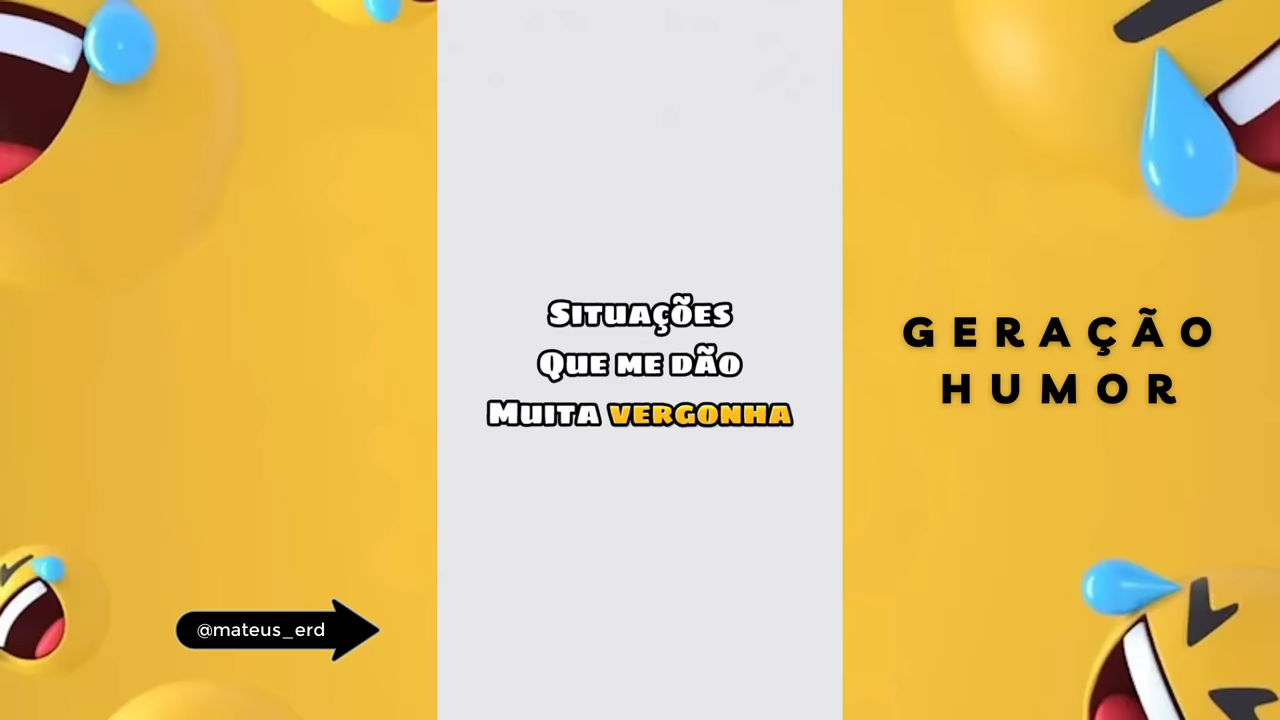 Situações
Que me dão
Muita vergonha
GERAÇÃO
HUMOR
@mateus_erd